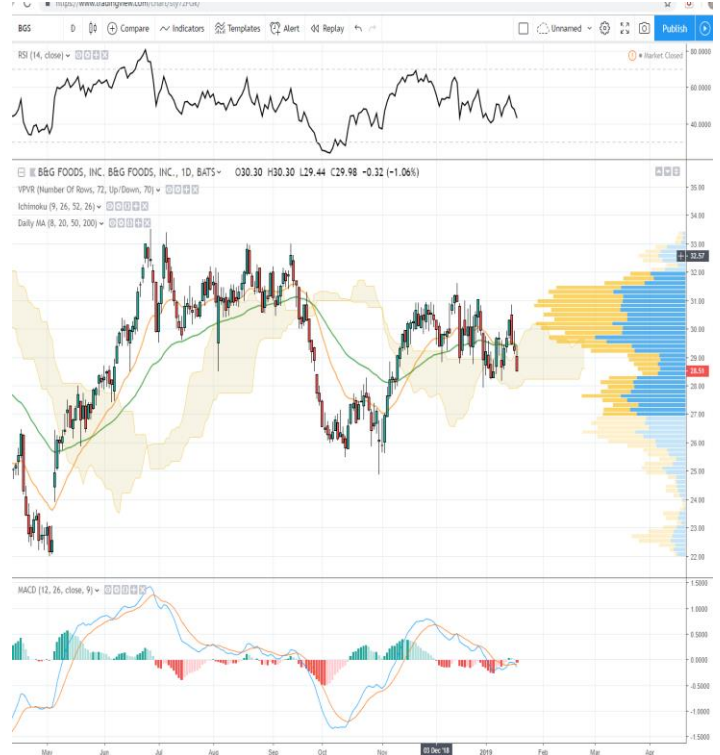 https://www.tradingview.com/chart/
BGS D Compare Indicators Templates Alert Replay Unnamed Publish
RSI (14, close)
Market Closed
80.0000
60.0000
40.0000
B&G FOODS, INC. B&G FOODS, INC., 1D, BATS O30.30 H30.30 L29.44 C29.98 -0.32 (-1.06%)
VPVR (Number Of Rows, 72, Up/Down, 70)
Ichimoku (9, 26, 52, 26)
Daily MA (8, 20, 50, 200)
35.00
34.00
33.00
32.57
32.00
31.00
30.00
29.00
28.51
28.00
27.00
26.00
25.00
24.00
23.00
22.00
MACD (12, 26, close, 9)
1.5000
1.0000
0.5000
0.0000
-0.5000
-1.0000
-1.5000
May Jun Jul Aug Sep Oct Nov 03 Dec '18 2019 Feb Mar Apr